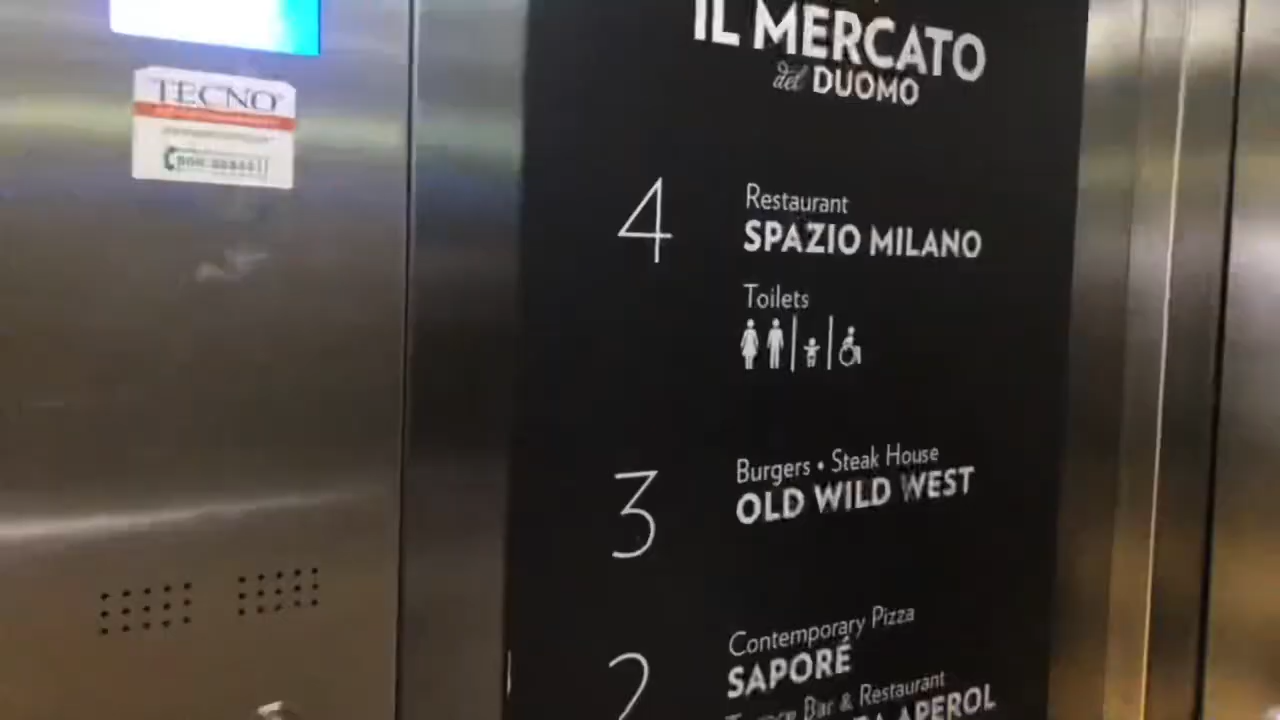 TECNO
IL MERCATO
del DUOMO
4
Restaurant
SPAZIO MILANO
Toilets
3
Burgers • Steak House
OLD WILD WEST
2
Contemporary Pizza
SAPORÉ
Bar & Restaurant
APEROL